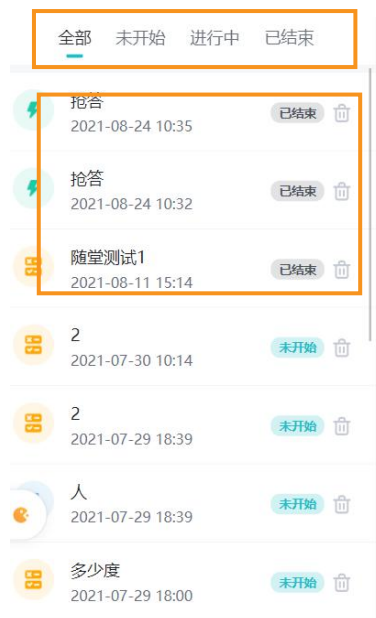 全部 未开始 进行中 已结束
抢答
2021-08-24 10:35
已结束
抢答
2021-08-24 10:32
已结束
随堂测试1
2021-08-11 15:14
已结束
2
2021-07-30 10:14
未开始
2
2021-07-29 18:39
未开始
人
2021-07-29 18:39
未开始
多少度
2021-07-29 18:00
未开始